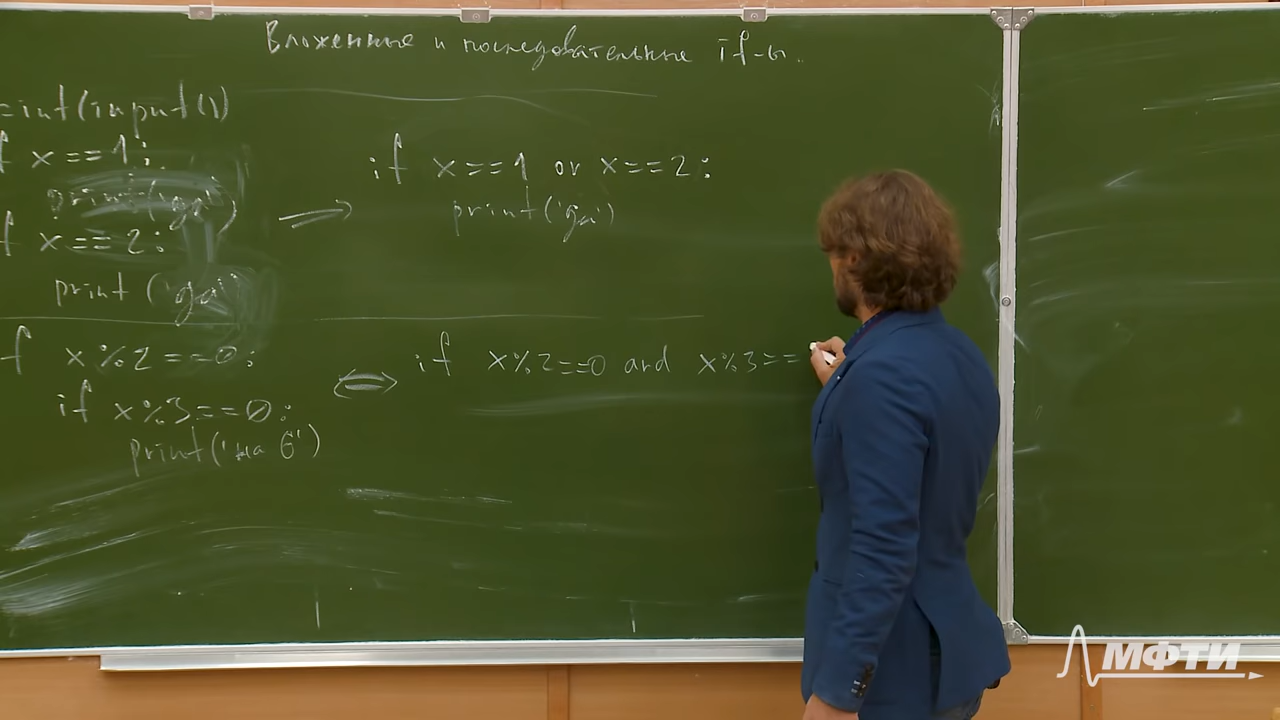 Вложенные и последовательные if-ы.
=int(input())
f x==1:
print('да')
f x==2:
print('да')
if x==1 or x==2:
print('да')
f x%2==0:
if x%3==0:
print('на 6')
if x%2==0 and x%3==
МФТИ